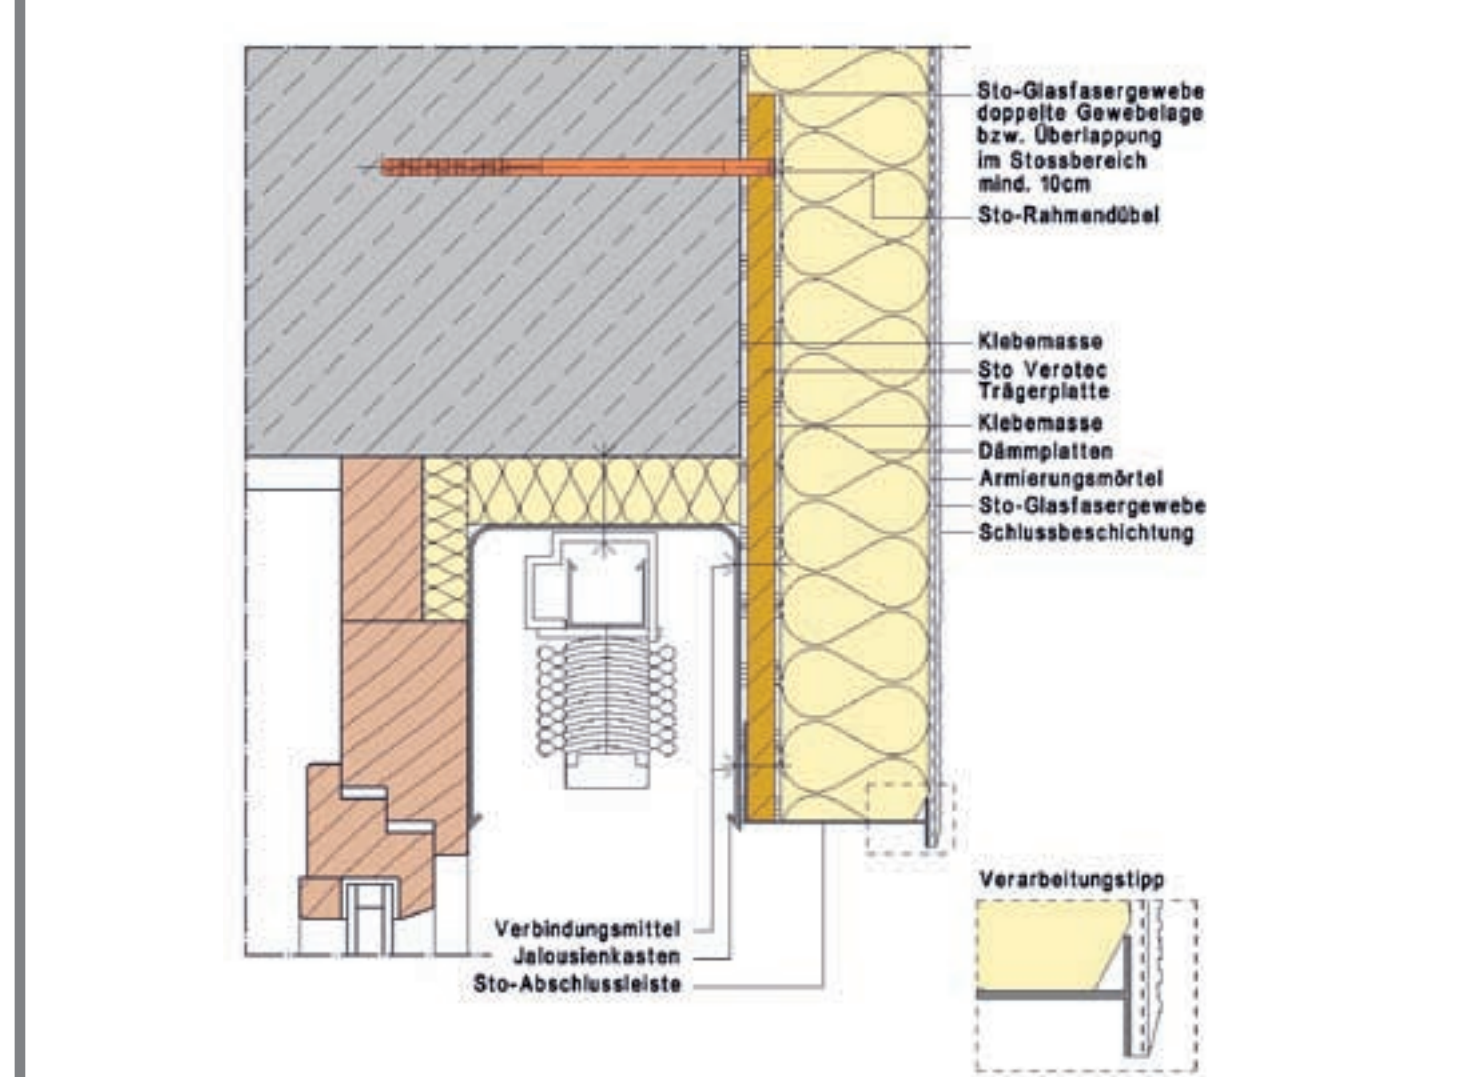 Sto-Glasfasergewebe
doppelte Gewebelage
bzw. Überlappung
im Stossbereich
mind. 10cm
Sto-Rahmendübel
Klebemasse
Sto Verotec
Trägerplatte
Klebemasse
Dämmplatten
Armierungsmörtel
Sto-Glasfasergewebe
Schlussbeschichtung
Verarbeitungstipp
Verbindungsmittel
Jalousienkasten
Sto-Abschlussleiste